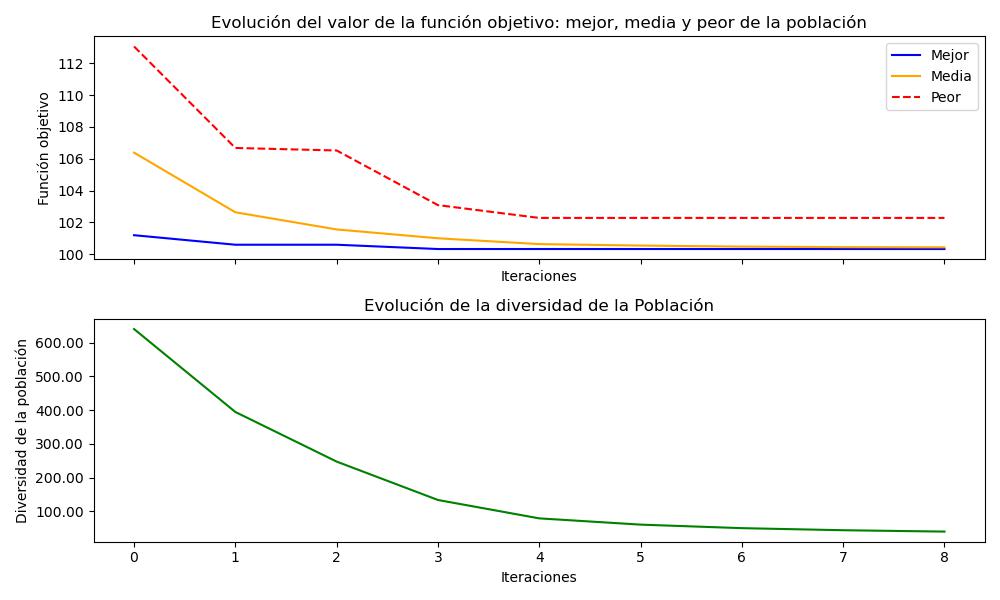 Evolución del valor de la función objetivo: mejor, media y peor de la población
Función objetivo
112
110
108
106
104
102
100
Mejor
Media
Peor
Iteraciones
Evolución de la diversidad de la Población
Diversidad de la población
600.00
500.00
400.00
300.00
200.00
100.00
0 1 2 3 4 5 6 7 8
Iteraciones